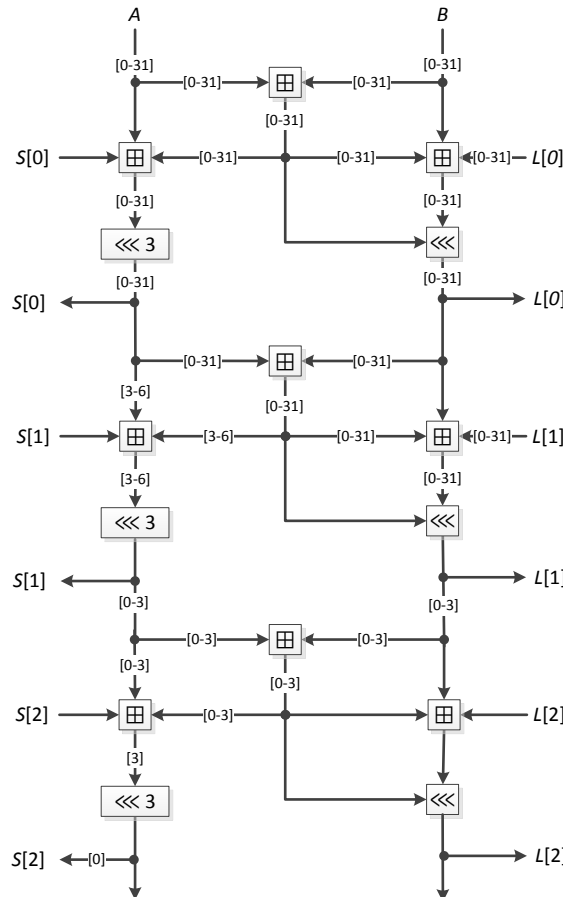 A B
[0-31] [0-31]
[0-31] [0-31]
[0-31]
S[0] [0-31] [0-31] [0-31] L[0]
[0-31] [0-31]
<<< 3 <<<
[0-31] [0-31]
S[0] L[0]
[0-31] [0-31]
[3-6] [0-31]
S[1] [3-6] [0-31] [0-31] L[1]
[3-6] [0-31]
<<< 3 <<<
S[1] L[1]
[0-3] [0-3]
[0-3] [0-3]
[0-3] [0-3]
S[2] [0-3] L[2]
[3]
<<< 3 <<<
S[2] [0] L[2]